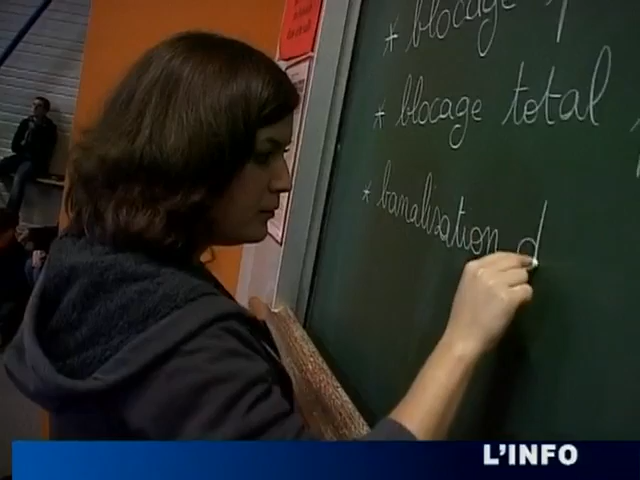 * blocage
* blocage total
* banalisation d
L'INFO